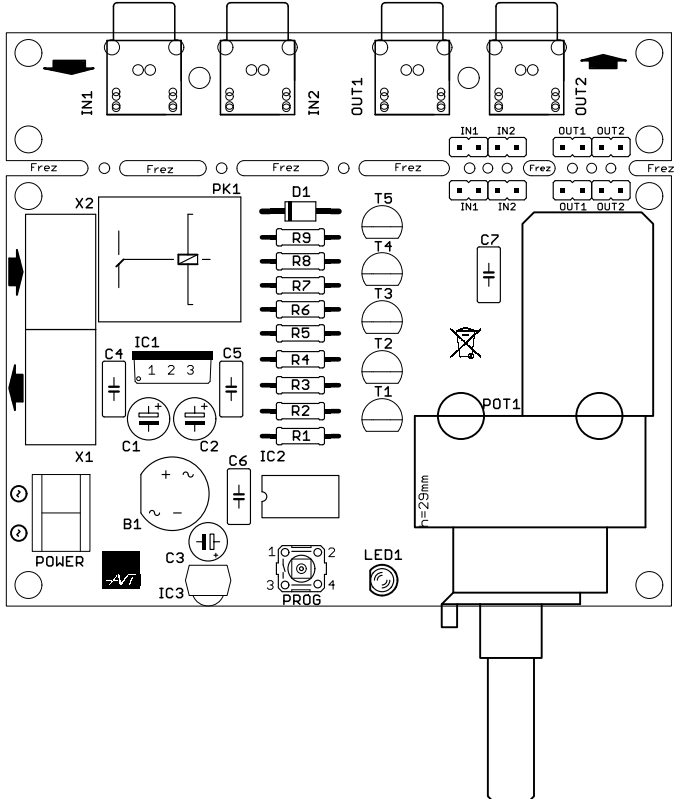 IN1
IN2
OUT1
OUT2
IN1 IN2 OUT1 OUT2
Frez Frez Frez Frez Frez Frez
IN1 IN2 OUT1 OUT2
X2
PK1
D1
T5
R9
C7
R8
T4
R7
T3
R6
R5
IC1
C4
C5
1 2 3
R4
T2
R3
T1
R2
POT1
R1
C1
C2
X1
IC2
C6
h=29mm
+ ~
~ −
B1
C3
+
1 2
LED1
POWER
AVT
IC3
3 4
PROG